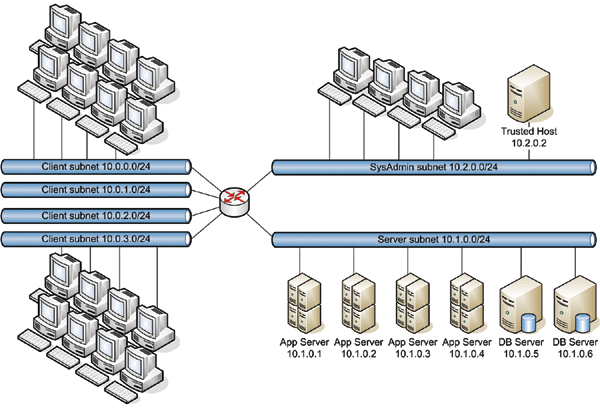 Trusted Host
10.2.0.2
Client subnet 10.0.0.0/24
SysAdmin subnet 10.2.0.0/24
Client subnet 10.0.1.0/24
Client subnet 10.0.2.0/24
Client subnet 10.0.3.0/24
Server subnet 10.1.0.0/24
App Server
10.1.0.1
App Server
10.1.0.2
App Server
10.1.0.3
App Server
10.1.0.4
DB Server
10.1.0.5
DB Server
10.1.0.6